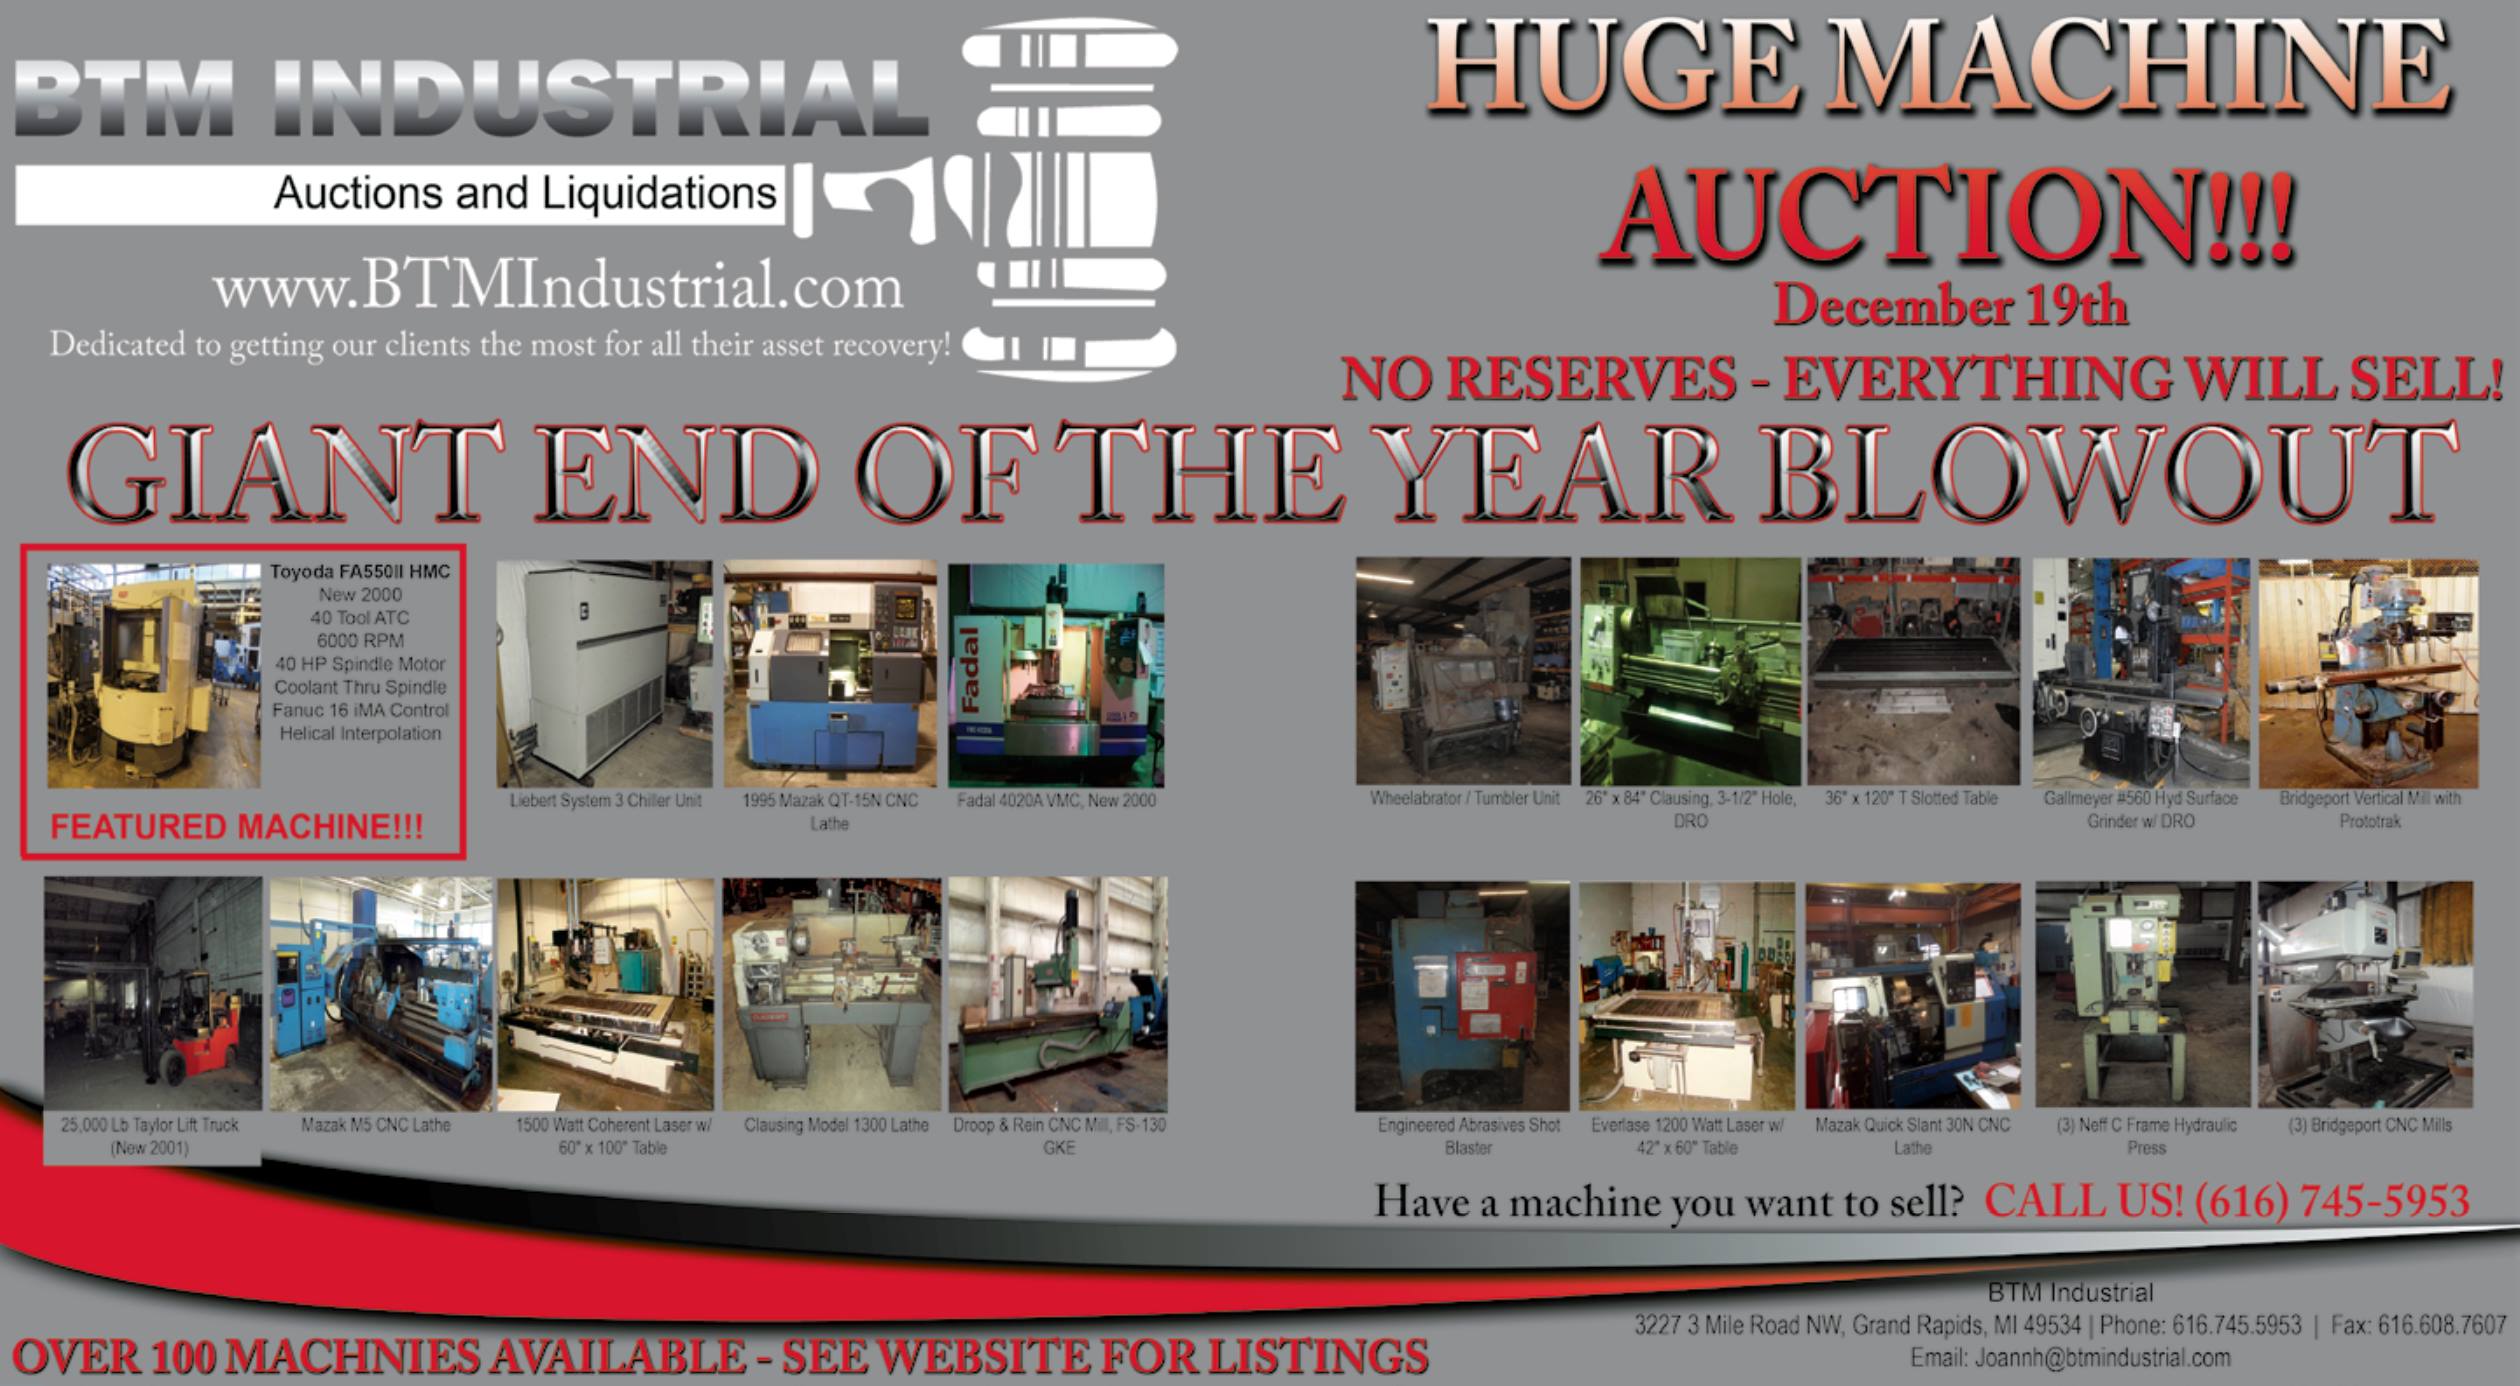 BTM INDUSTRIAL
Auctions and Liquidations
www.BTMIndustrial.com
Dedicated to getting our clients the most for all their asset recovery!
HUGE MACHINE
AUCTION!!!
December 19th
NO RESERVES - EVERYTHING WILL SELL!
GIANT END OF THE YEAR BLOWOUT
Toyoda FA550II HMC
New 2000
40 Tool ATC
6000 RPM
40 HP Spindle Motor
Coolant Thru Spindle
Fanuc 16 iMA Control
Helical Interpolation
FEATURED MACHINE!!!
Fadal
Liebert System 3 Chiller Unit
1995 Mazak QT-15N CNC
Lathe
Fadal 4020A VMC, New 2000
Wheelabrator / Tumbler Unit
26" x 84" Clausing, 3-1/2" Hole,
DRO
36" x 120" T Slotted Table
Gallmeyer #560 Hyd Surface
Grinder w/ DRO
Bridgeport Vertical Mill with
Prototrak
25,000 Lb Taylor Lift Truck
(New 2001)
Mazak M5 CNC Lathe
1500 Watt Coherent Laser w/
60" x 100" Table
Clausing Model 1300 Lathe
Droop & Rein CNC Mill, FS-130
GKE
Engineered Abrasives Shot
Blaster
Everlase 1200 Watt Laser w/
42" x 60" Table
Mazak Quick Slant 30N CNC
Lathe
(3) Neff C Frame Hydraulic
Press
(3) Bridgeport CNC Mills
Have a machine you want to sell? CALL US! (616) 745-5953
BTM Industrial
3227 3 Mile Road NW, Grand Rapids, MI 49534 | Phone: 616.745.5953 | Fax: 616.608.7607
Email: Joannh@btmindustrial.com
OVER 100 MACHNIES AVAILABLE - SEE WEBSITE FOR LISTINGS